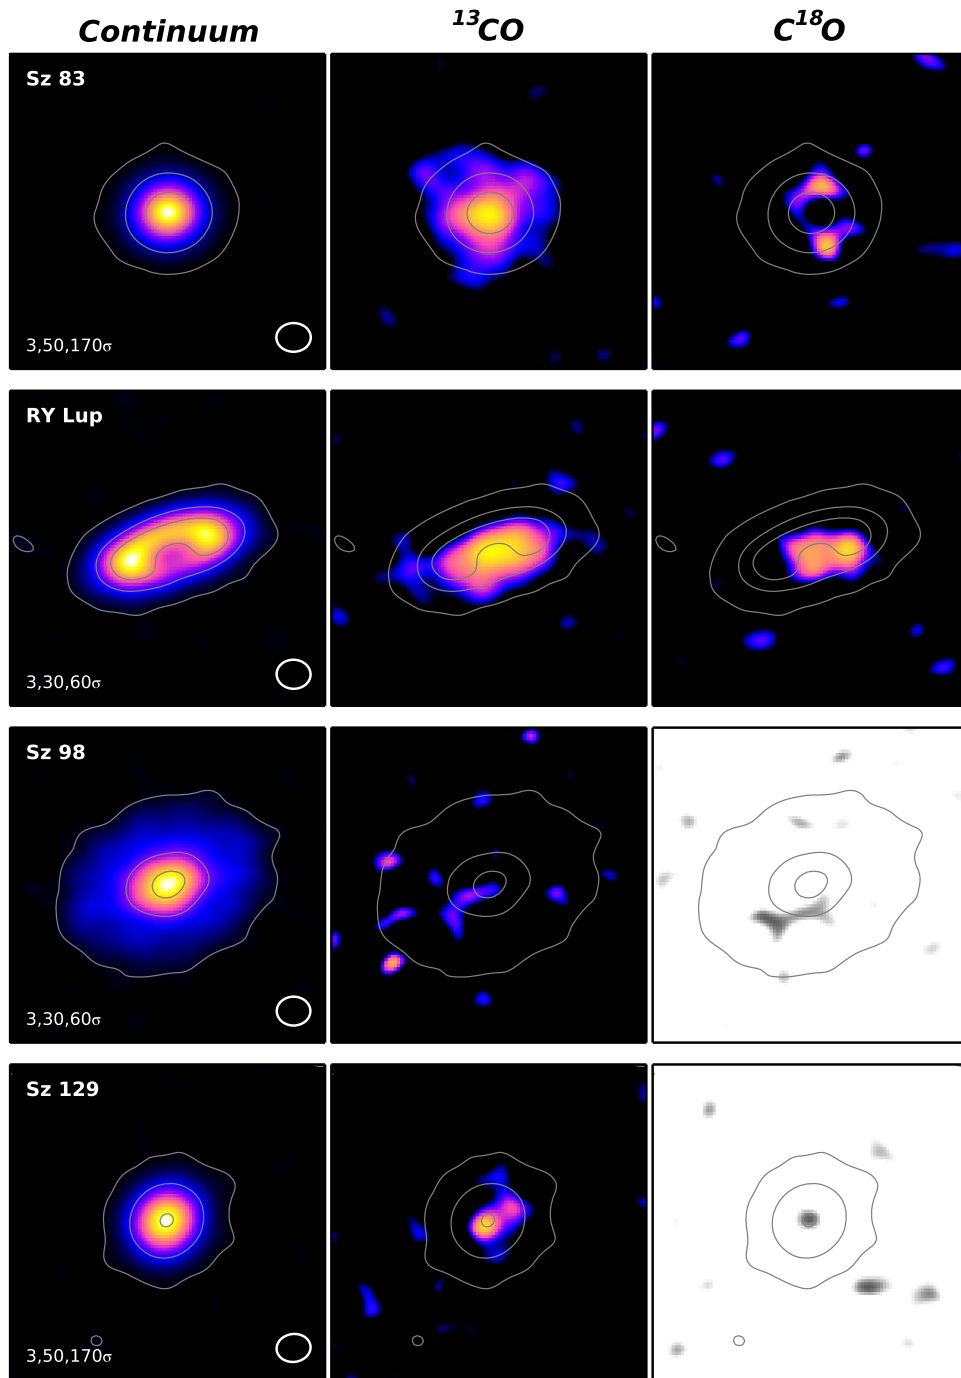 Continuum ¹³CO C¹⁸O
Sz 83
3,50,170σ
RY Lup
3,30,60σ
Sz 98
3,30,60σ
Sz 129
3,50,170σ